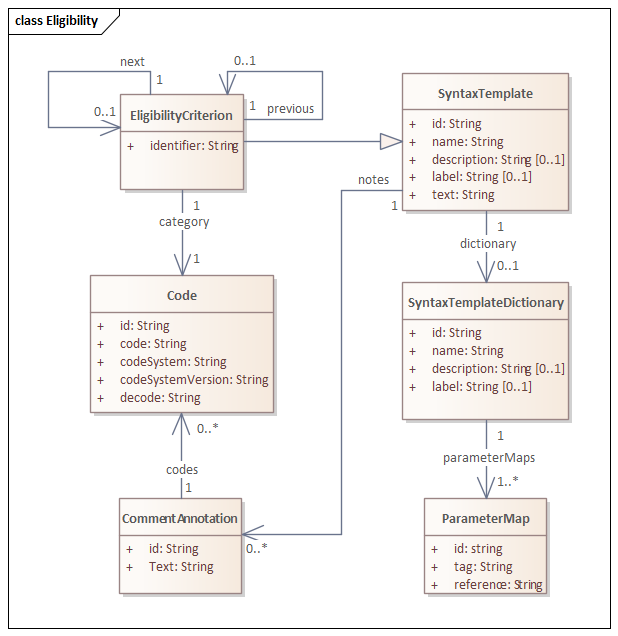 class Eligibility
next
1
0..1
EligibilityCriterion
+ identifier: String
0..1
1
previous
SyntaxTemplate
+ id: String
+ name: String
+ description: String [0..1]
+ label: String [0..1]
+ text: String
notes
1
1
category
1
1
dictionary
0..1
Code
+ id: String
+ code: String
+ codeSystem: String
+ codeSystemVersion: String
+ decode: String
SyntaxTemplateDictionary
+ id: String
+ name: String
+ description: String [0..1]
+ label: String [0..1]
0..*
codes
1
1
parameterMaps
1..*
CommentAnnotation
+ id: String
+ Text: String
0..*
ParameterMap
+ id: string
+ tag: String
+ reference: String